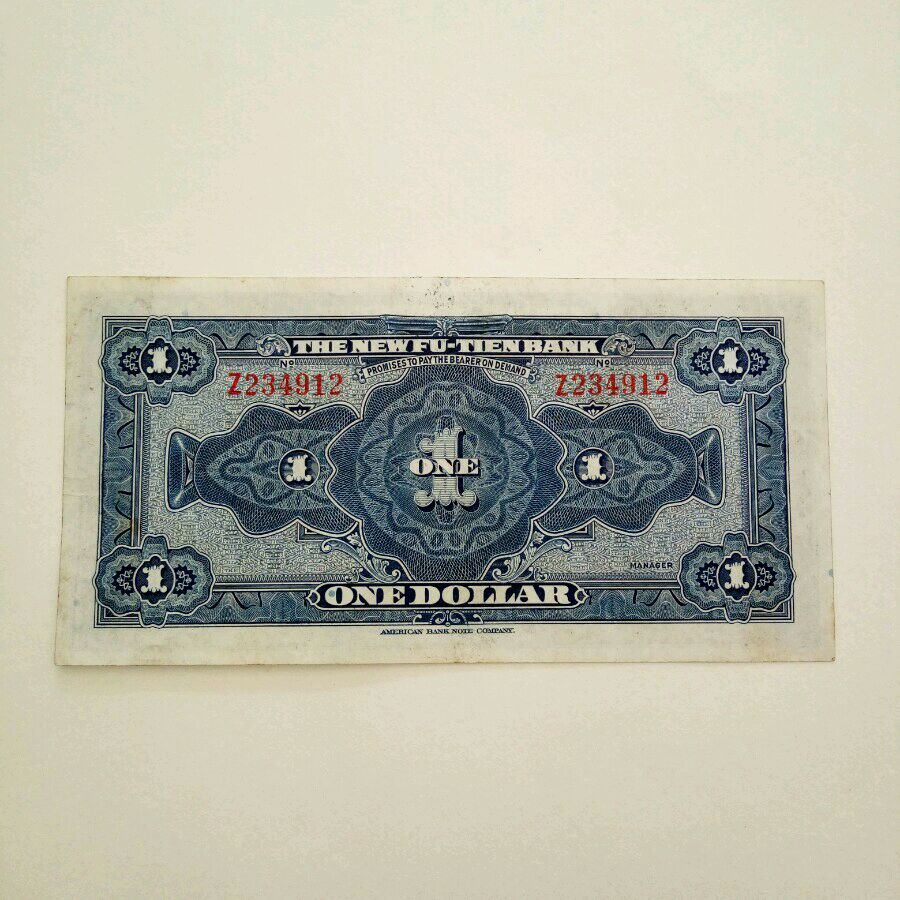 THE NEW FU-TIEN BANK
PROMISES TO PAY THE BEARER ON DEMAND
1 Nº Nº 1
Z234912 Z234912
1 ONE 1
1
MANAGER
1 ONE DOLLAR 1
AMERICAN BANK NOTE COMPANY.